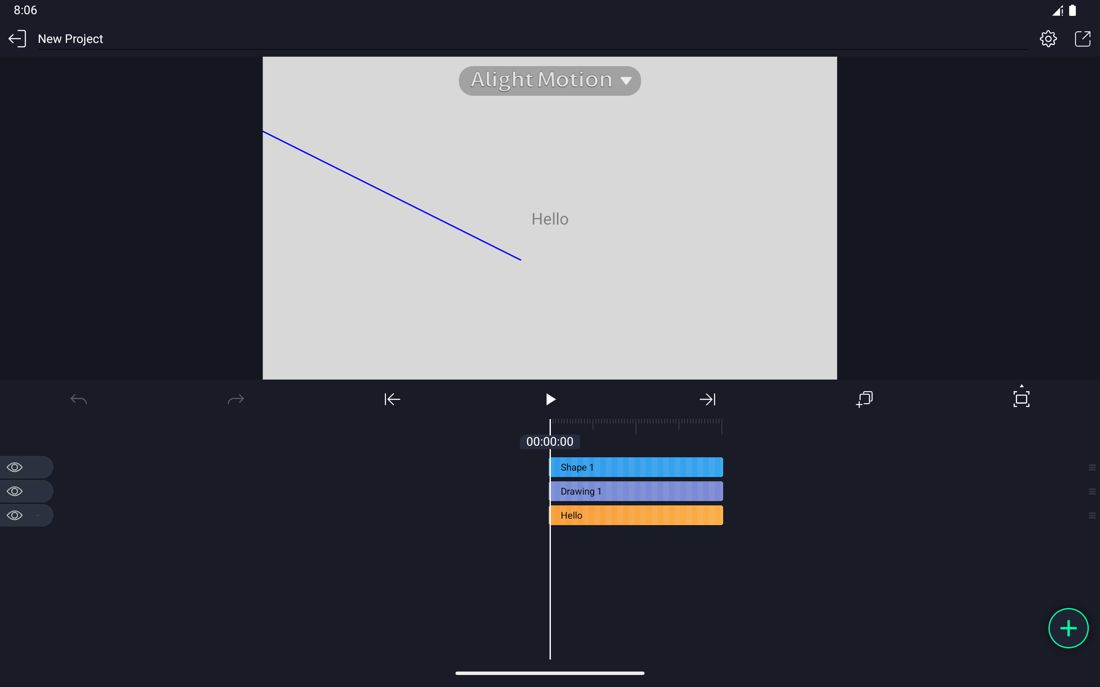 8:06
New Project
Alight Motion
Hello
00:00:00
Shape 1
Drawing 1
Hello